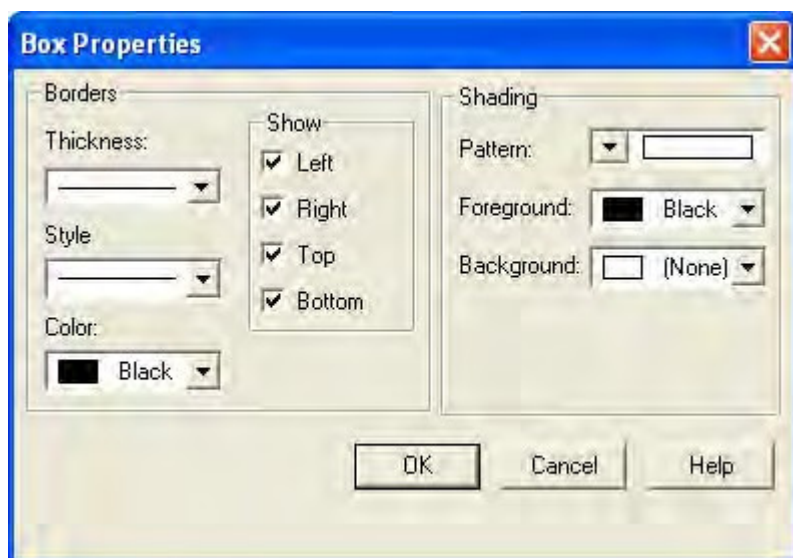 Box Properties
Borders
Thickness:
Style
Color:
Black
Show
Left
Right
Top
Bottom
Shading
Pattern:
Foreground:
Black
Background:
(None)
OK
Cancel
Help